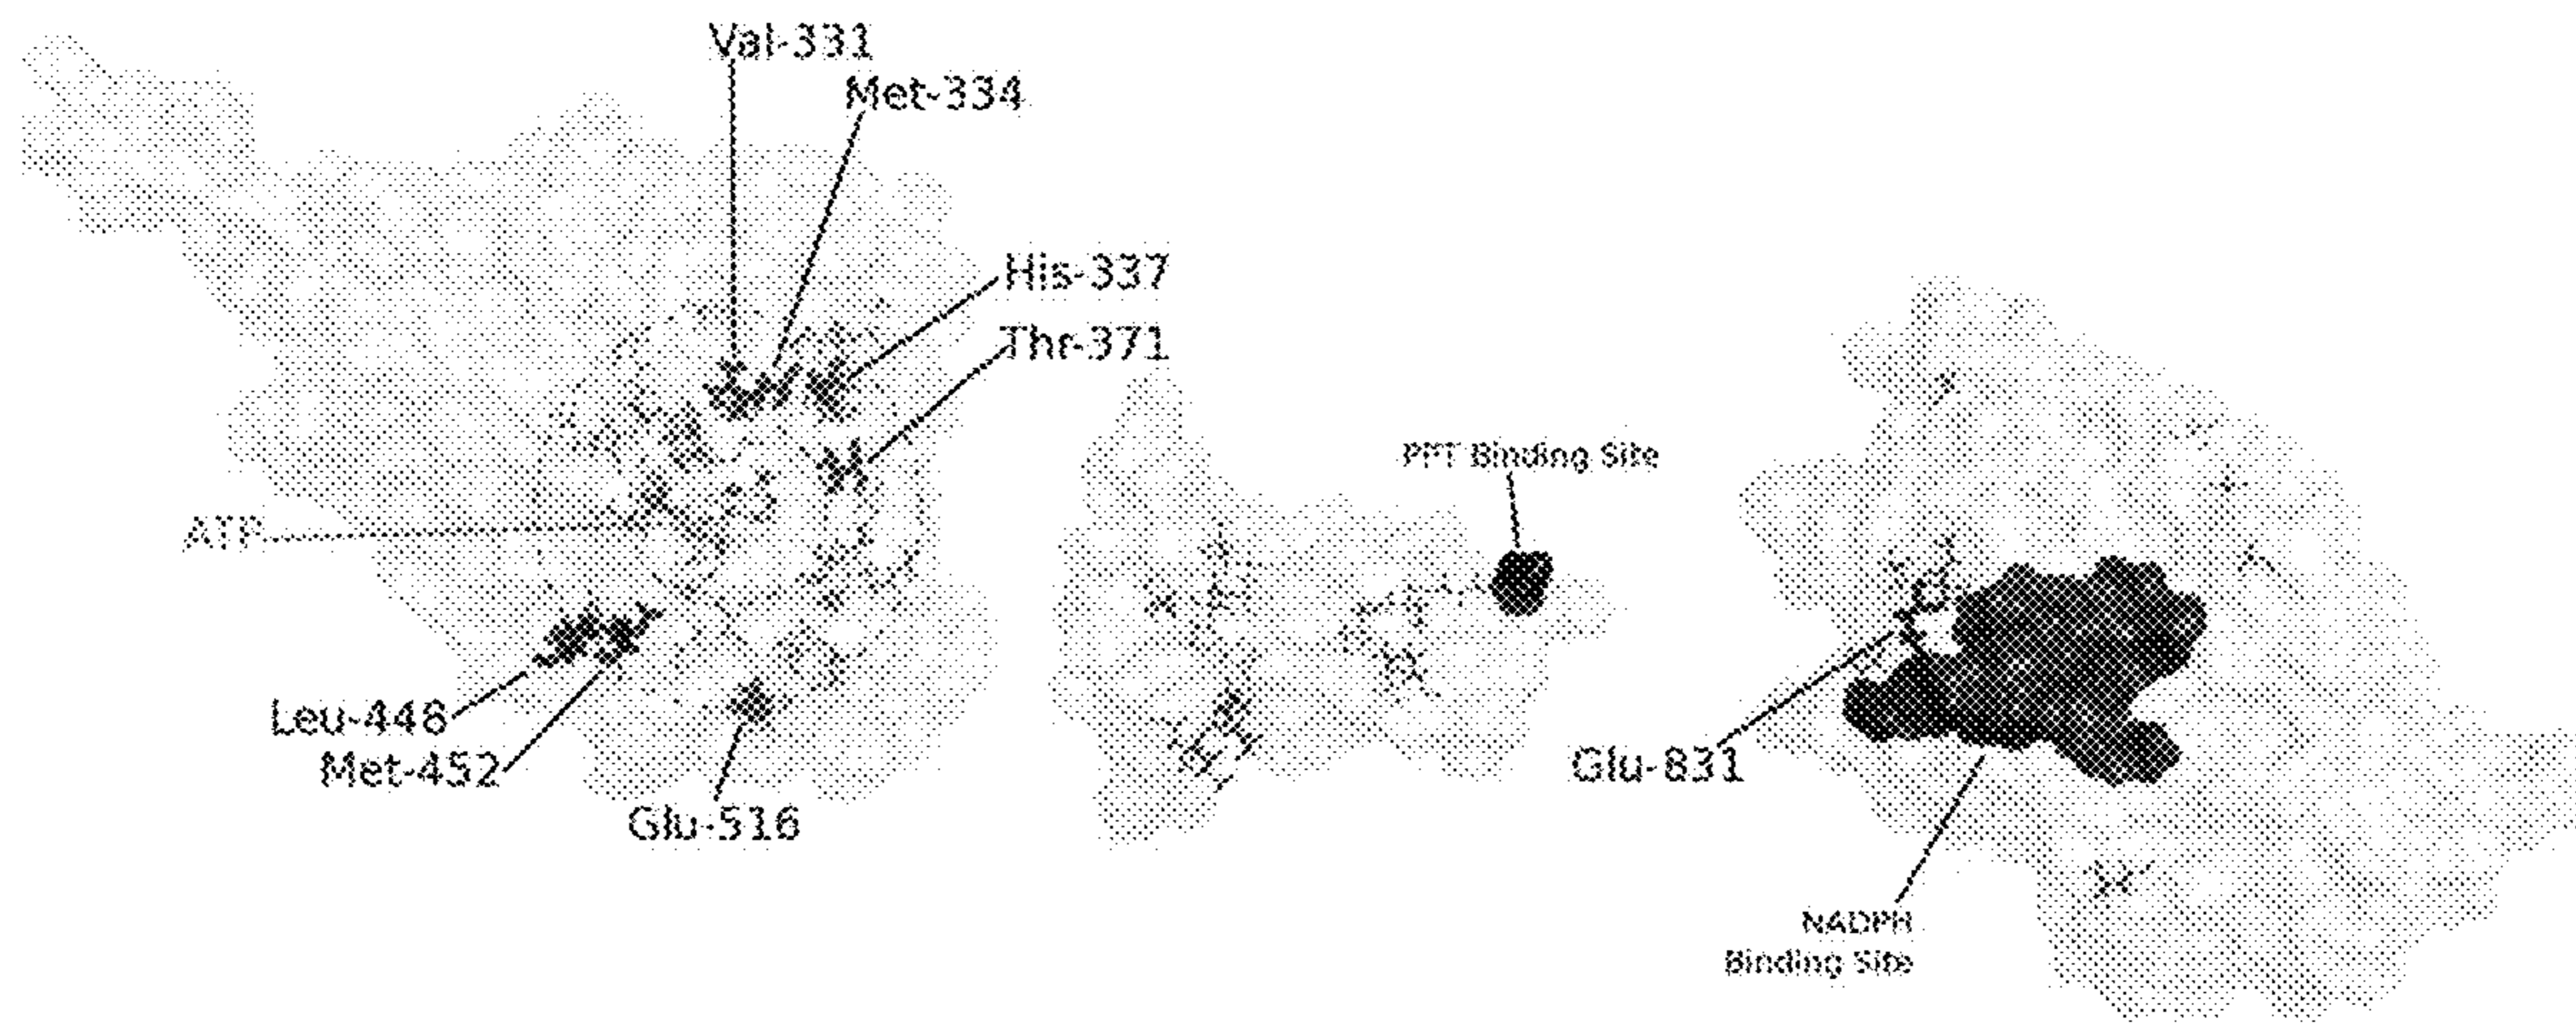 Val-331
Met-334
His-337
Thr-371
PPT Binding Site
ATP
Leu-446
Met-452
Glu-516
Glu-831
NADPH
Binding Site